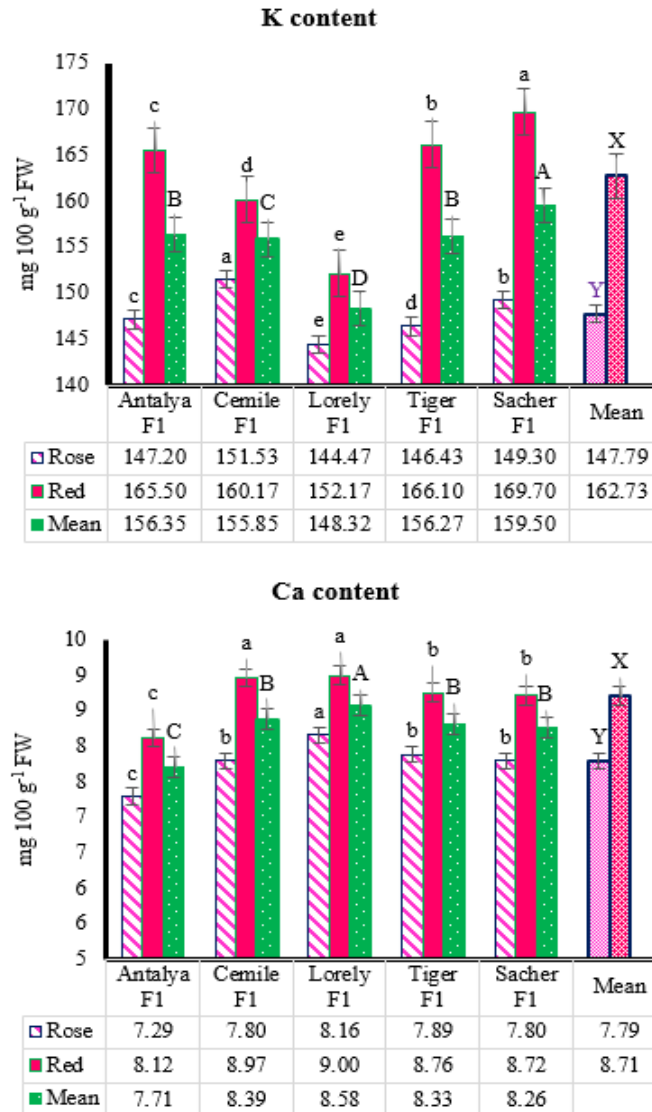 K content
mg 100 g⁻¹ FW
175
170
165
160
155
150
145
140
c
c
B
a
d
C
e
e
D
d
b
B
b
a
A
Y
X
Antalya F1 Cemile F1 Lorely F1 Tiger F1 Sacher F1 Mean
Rose 147.20 151.53 144.47 146.43 149.30 147.79
Red 165.50 160.17 152.17 166.10 169.70 162.73
Mean 156.35 155.85 148.32 156.27 159.50
Ca content
mg 100 g⁻¹ FW
10
9
9
8
8
7
7
6
6
5
c
c
C
b
a
B
a
a
A
b
b
B
b
b
B
Y
X
Antalya F1 Cemile F1 Lorely F1 Tiger F1 Sacher F1 Mean
Rose 7.29 7.80 8.16 7.89 7.80 7.79
Red 8.12 8.97 9.00 8.76 8.72 8.71
Mean 7.71 8.39 8.58 8.33 8.26